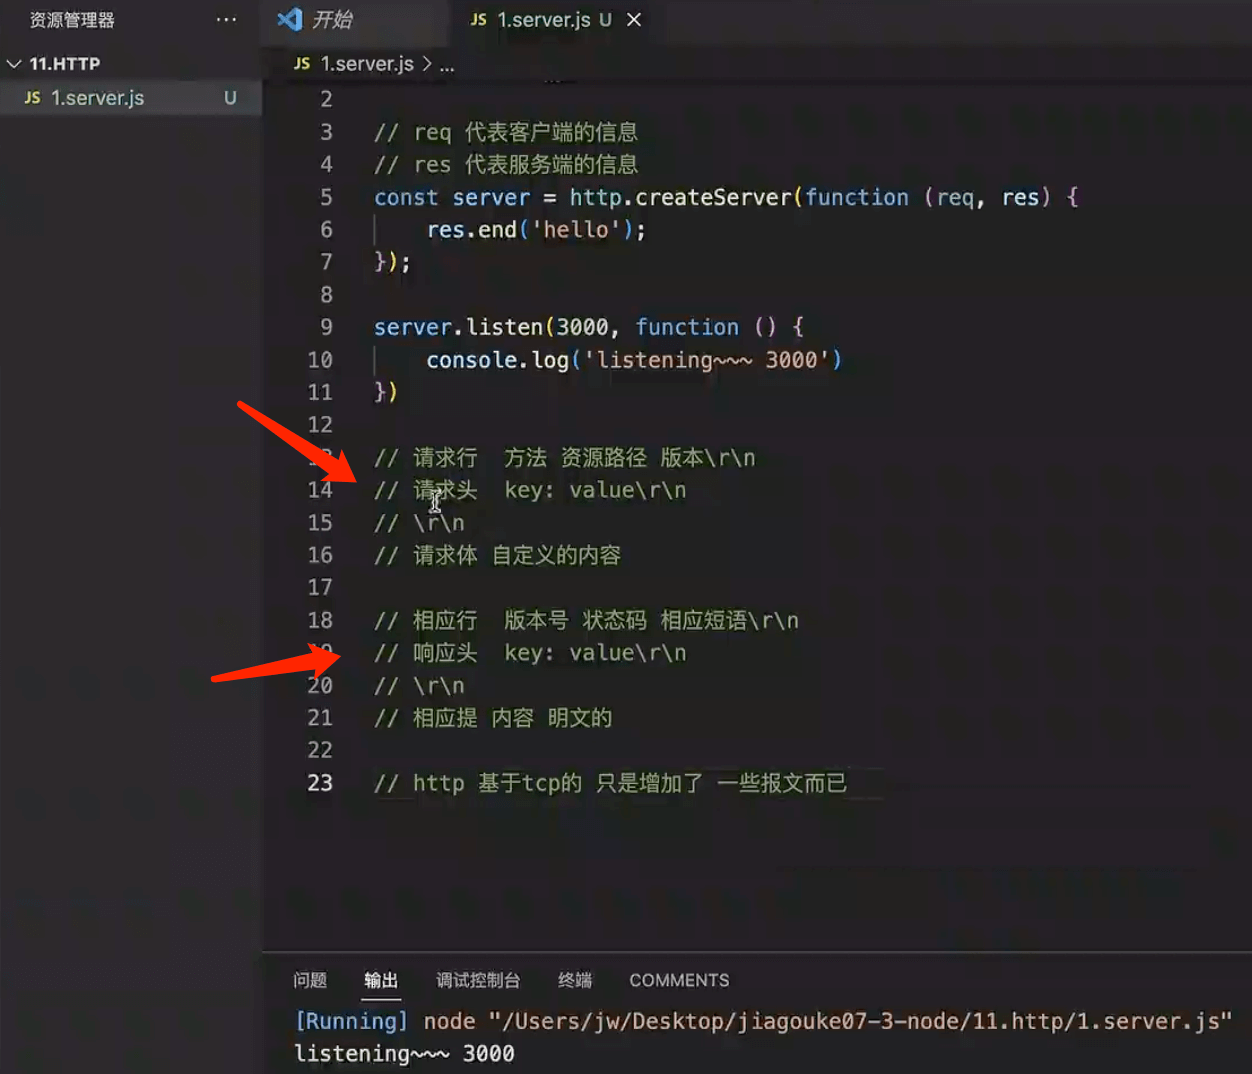 资源管理器 ···
开始
JS 1.server.js U ×
11.HTTP
JS 1.server.js > ...
JS 1.server.js U
2
3 // req 代表客户端的信息
4 // res 代表服务端的信息
5 const server = http.createServer(function (req, res) {
6 res.end('hello');
7 });
8
9 server.listen(3000, function () {
10 console.log('listening~~~ 3000')
11 })
12
13 // 请求行 方法 资源路径 版本\r\n
14 // 请求头 key: value\r\n
15 // \r\n
16 // 请求体 自定义的内容
17
18 // 相应行 版本号 状态码 相应短语\r\n
19 // 响应头 key: value\r\n
20 // \r\n
21 // 相应提 内容 明文的
22
23 // http 基于tcp的 只是增加了 一些报文而已
问题 输出 调试控制台 终端 COMMENTS
[Running] node "/Users/jw/Desktop/jiagouke07-3-node/11.http/1.server.js"
listening~~~ 3000